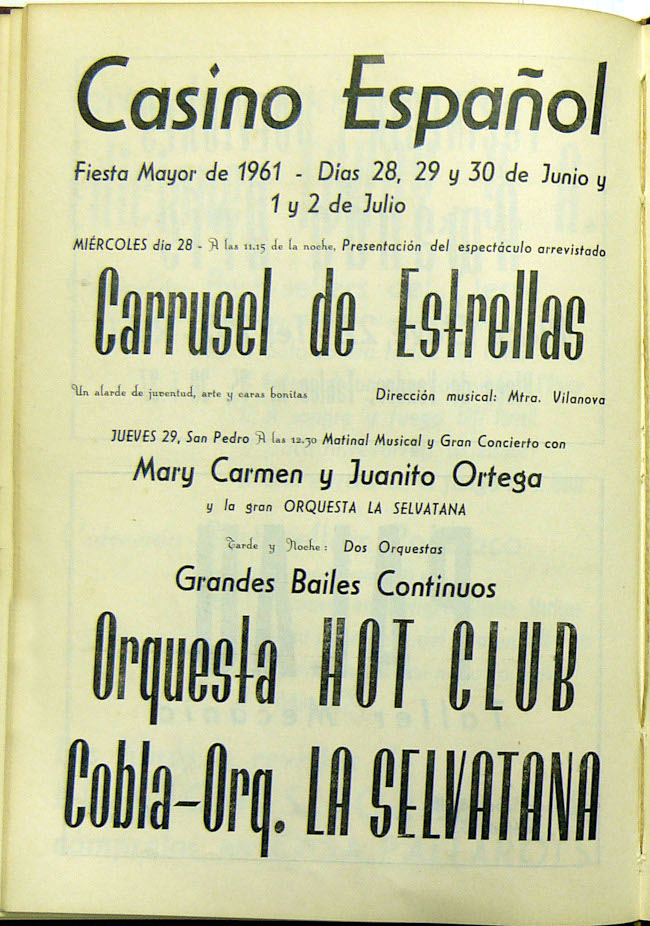 Casino Español
Fiesta Mayor de 1961 - Días 28, 29 y 30 de Junio y
1 y 2 de Julio
MIÉRCOLES día 28 - A las 11,15 de la noche, Presentación del espectáculo arrevistado
Carrusel de Estrellas
Un alarde de juventud, arte y caras bonitas Dirección musical: Mtra. Vilanova
JUEVES 29, San Pedro A las 12,30 Matinal Musical y Gran Concierto con
Mary Carmen y Juanito Ortega
y la gran ORQUESTA LA SELVATANA
Tarde y Noche: Dos Orquestas
Grandes Bailes Continuos
Orquesta HOT CLUB
Cobla-Orq. LA SELVATANA